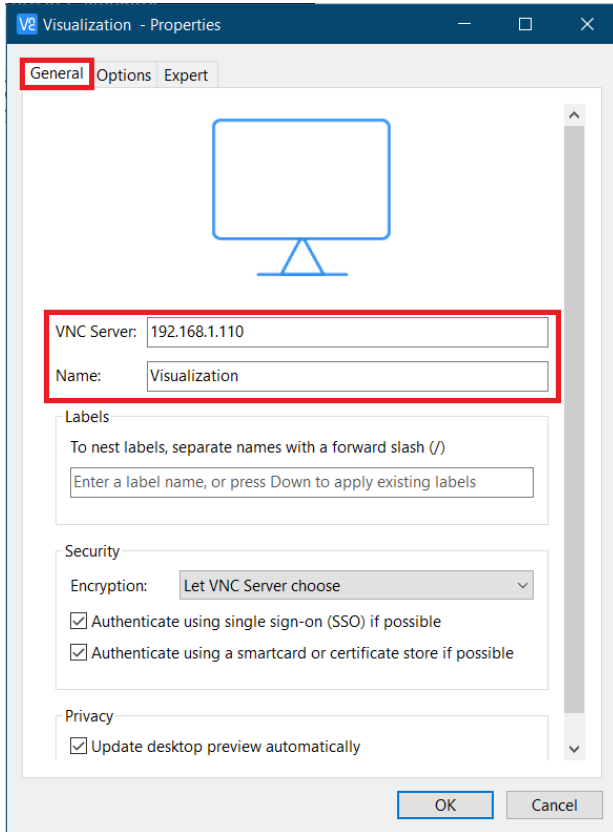 Visualization - Properties
General Options Expert
VNC Server: 192.168.1.110
Name: Visualization
Labels
To nest labels, separate names with a forward slash (/)
Enter a label name, or press Down to apply existing labels
Security
Encryption: Let VNC Server choose
Authenticate using single sign-on (SSO) if possible
Authenticate using a smartcard or certificate store if possible
Privacy
Update desktop preview automatically
OK Cancel